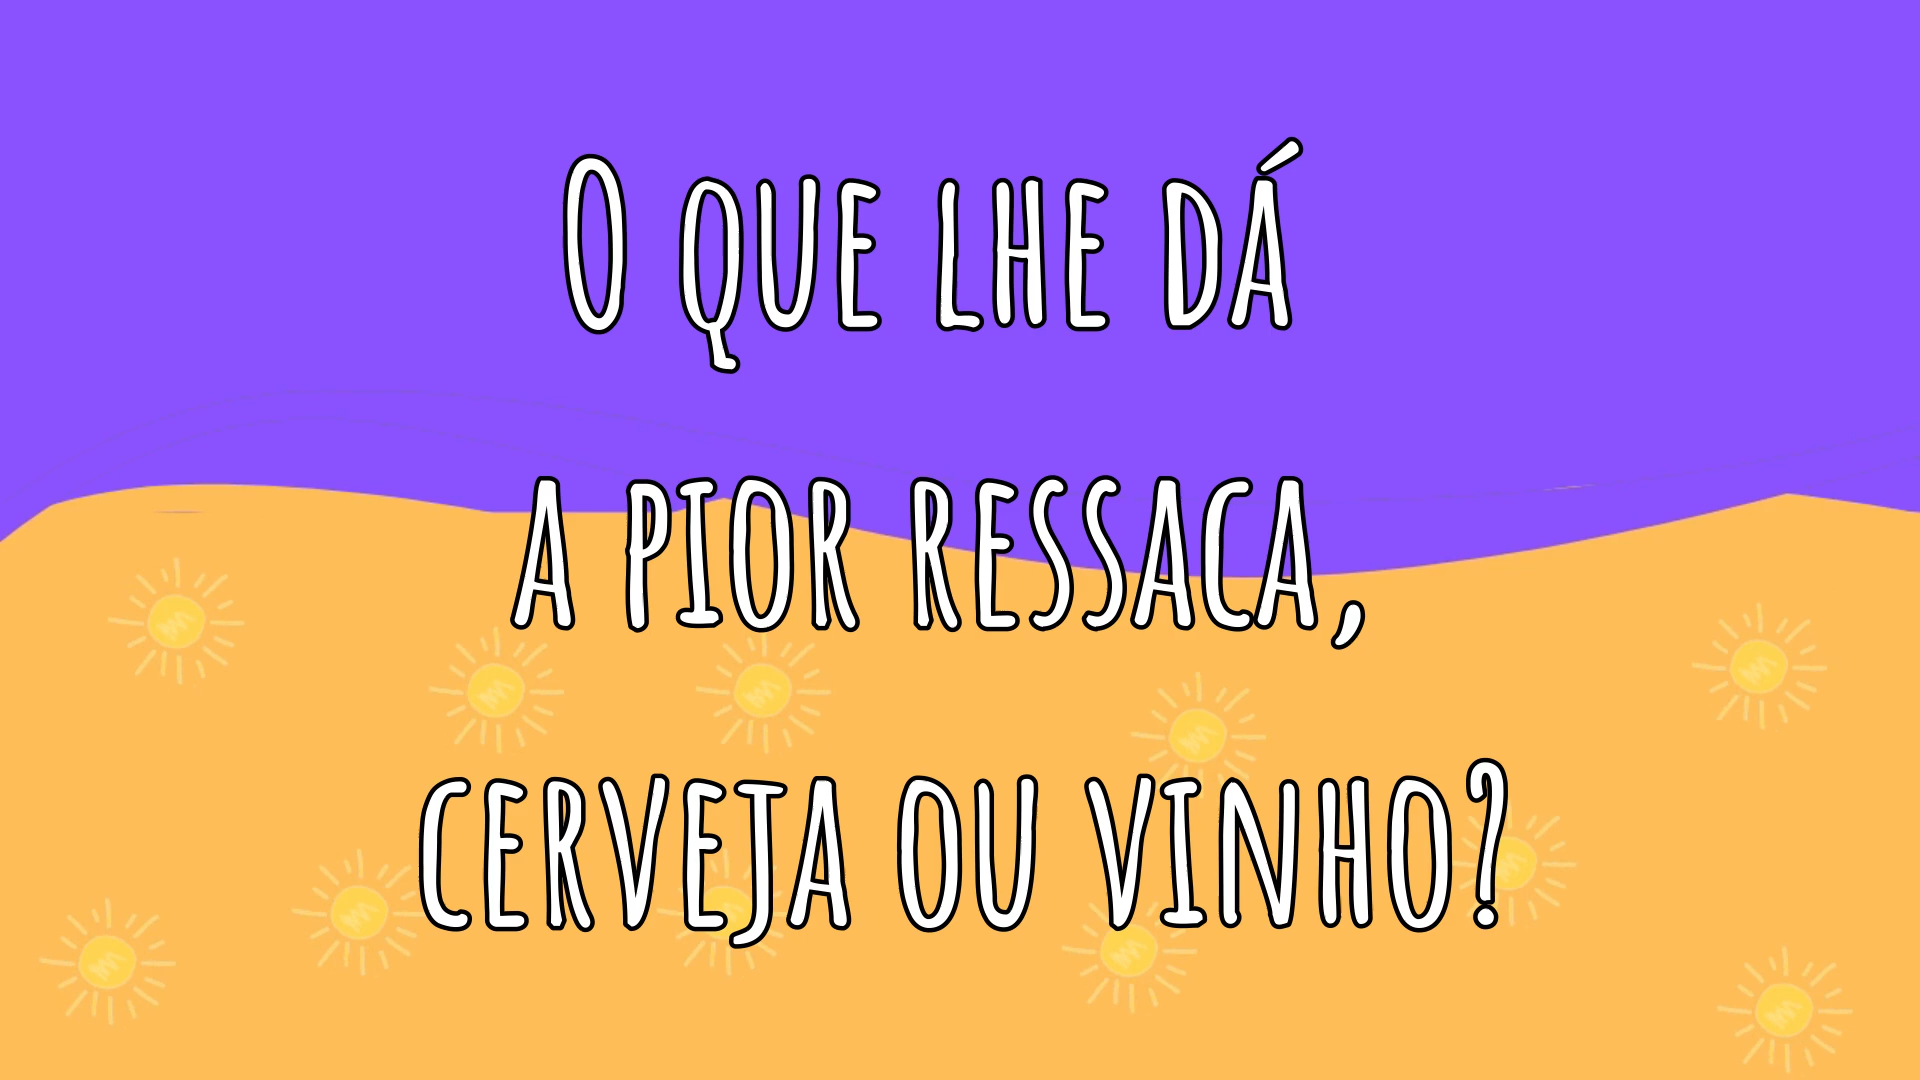 O que lhe dá
a pior ressaca,
cerveja ou vinho?